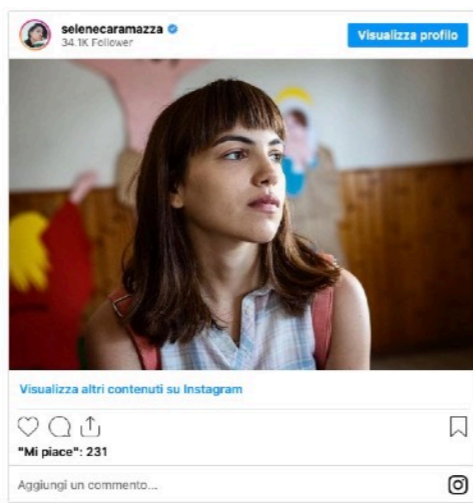 selenecaramazza
34.1K Follower
Visualizza profilo
Visualizza altri contenuti su Instagram
"Mi piace": 231
Aggiungi un commento...